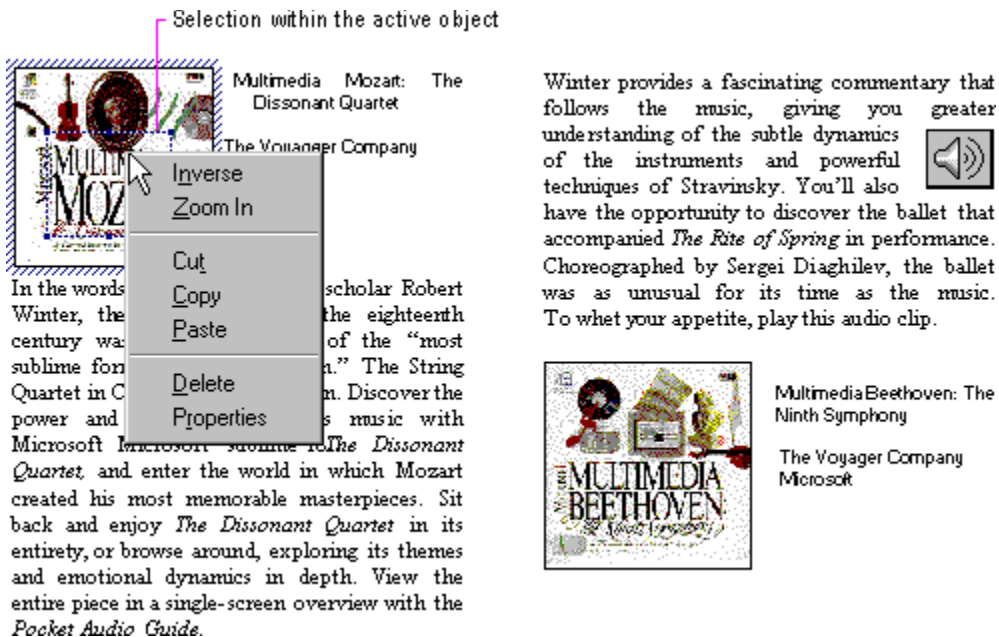 Selection within the active object
Multimedia Mozart: The
Dissonant Quartet
The Voyager Company
MULTIM
MOZ
Inverse
Zoom In
Cut
Copy
Paste
Delete
Properties
In the words scholar Robert
Winter, the the eighteenth
century was of the “most
sublime for n.” The String
Quartet in C n. Discover the
power and s music with
Microsoft Microsoft sublime The Dissonant
Quartet, and enter the world in which Mozart
created his most memorable masterpieces. Sit
back and enjoy The Dissonant Quartet in its
entirety, or browse around, exploring its themes
and emotional dynamics in depth. View the
entire piece in a single-screen overview with the
Pocket Audio Guide.
Winter provides a fascinating commentary that
follows the music, giving you greater
understanding of the subtle dynamics
of the instruments and powerful
techniques of Stravinsky. You’ll also
have the opportunity to discover the ballet that
accompanied The Rite of Spring in performance.
Choreographed by Sergei Diaghilev, the ballet
was as unusual for its time as the music.
To whet your appetite, play this audio clip.
MULTIMEDIA
BEETHOVEN
Multimedia Beethoven: The
Ninth Symphony
The Voyager Company
Microsoft